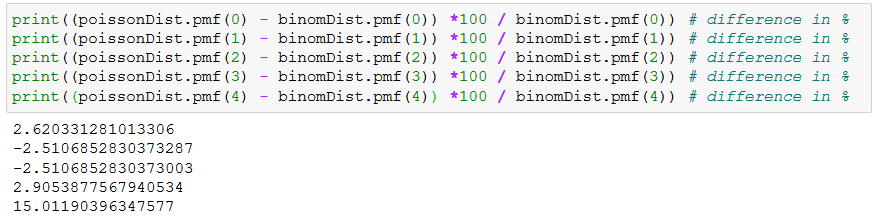 print((poissonDist.pmf(0) - binomDist.pmf(0)) *100 / binomDist.pmf(0)) # difference in %
print((poissonDist.pmf(1) - binomDist.pmf(1)) *100 / binomDist.pmf(1)) # difference in %
print((poissonDist.pmf(2) - binomDist.pmf(2)) *100 / binomDist.pmf(2)) # difference in %
print((poissonDist.pmf(3) - binomDist.pmf(3)) *100 / binomDist.pmf(3)) # difference in %
print((poissonDist.pmf(4) - binomDist.pmf(4)) *100 / binomDist.pmf(4)) # difference in %
2.620331281013306
-2.5106852830373287
-2.5106852830373003
2.9053877567940534
15.01190396347577